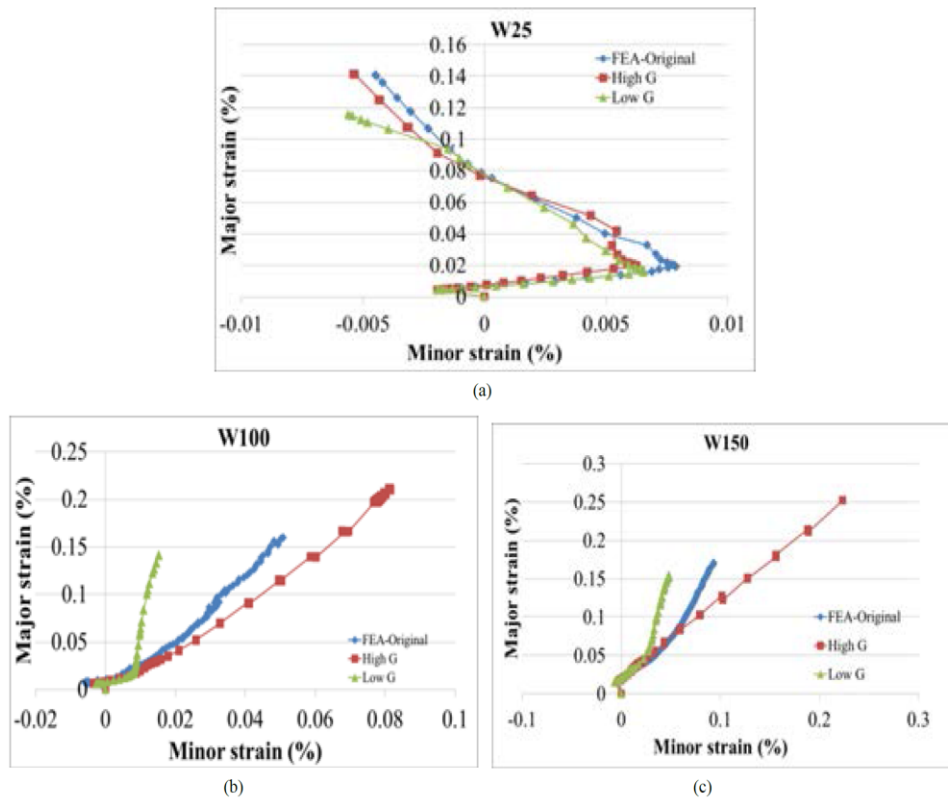 W25
0.16
0.14
0.12
0.1
0.08
0.06
0.04
0.02
0
FEA-Original
High G
Low G
Major strain (%)
-0.01 -0.005 0 0.005 0.01
Minor strain (%)
(a)
W100
0.25
0.2
0.15
0.1
0.05
0
FEA-Original
High G
Low G
Major strain (%)
-0.02 0 0.02 0.04 0.06 0.08 0.1
Minor strain (%)
(b)
W150
0.3
0.25
0.2
0.15
0.1
0.05
0
FEA-Original
High G
Low G
Major strain (%)
-0.1 0 0.1 0.2 0.3
Minor strain (%)
(c)